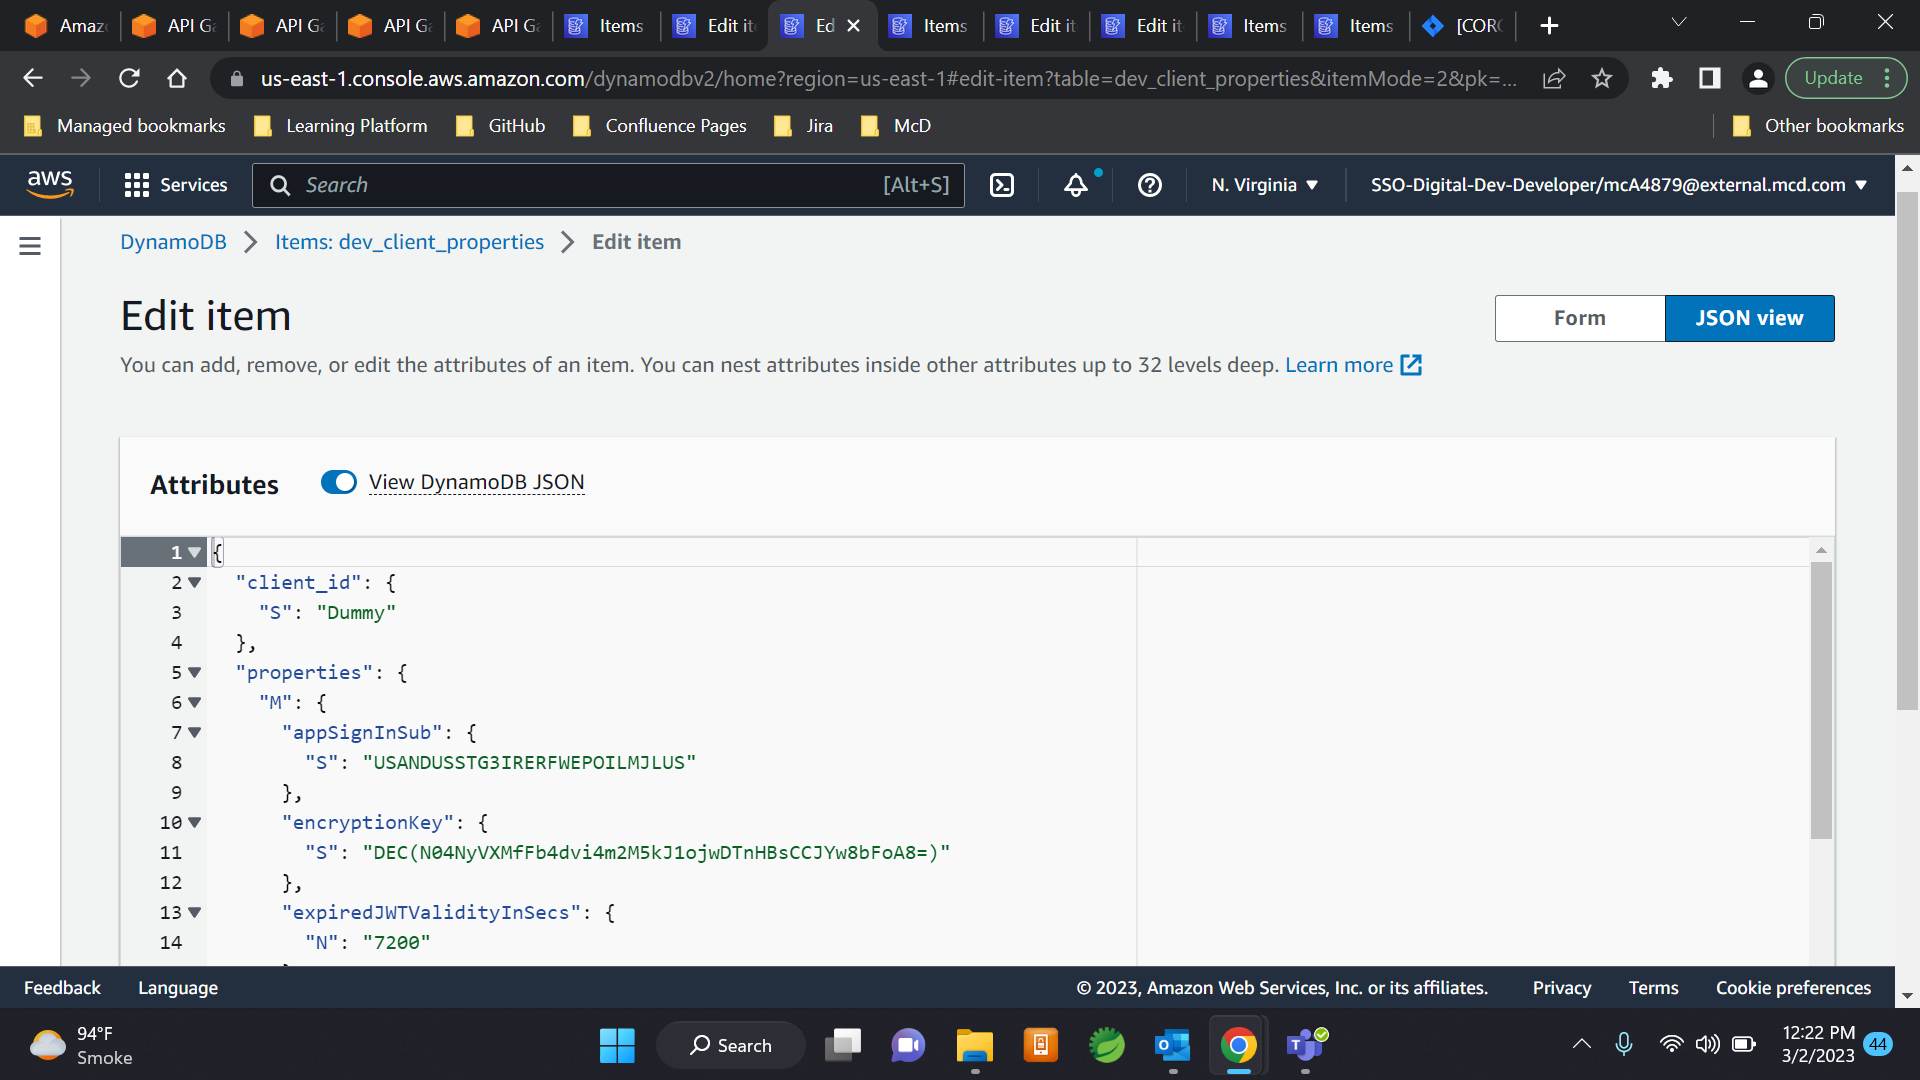 Amaz
API G
API G
API G
API G
Items
Edit it
Ed
Items
Edit it
Edit it
Items
Items
[COR
us-east-1.console.aws.amazon.com/dynamodbv2/home?region=us-east-1#edit-item?table=dev_client_properties&itemMode=2&pk=...
Update
Managed bookmarks
Learning Platform
GitHub
Confluence Pages
Jira
McD
Other bookmarks
aws
Services
Search
[Alt+S]
N. Virginia
SSO-Digital-Dev-Developer/mcA4879@external.mcd.com
DynamoDB
Items: dev_client_properties
Edit item
Edit item
Form
JSON view
You can add, remove, or edit the attributes of an item. You can nest attributes inside other attributes up to 32 levels deep. Learn more
Attributes
View DynamoDB JSON
1 {
2 "client_id": {
3 "S": "Dummy"
4 },
5 "properties": {
6 "M": {
7 "appSignInSub": {
8 "S": "USANDUSSTG3IRERFWEPOILMJLUS"
9 },
10 "encryptionKey": {
11 "S": "DEC(N04NyVXMfFb4dvi4m2M5kJ1ojwDTnHBsCCJYw8bFoA8=)"
12 },
13 "expiredJWTValidityInSecs": {
14 "N": "7200"
Feedback
Language
© 2023, Amazon Web Services, Inc. or its affiliates.
Privacy
Terms
Cookie preferences
94°F
Smoke
Search
12:22 PM
3/2/2023
44